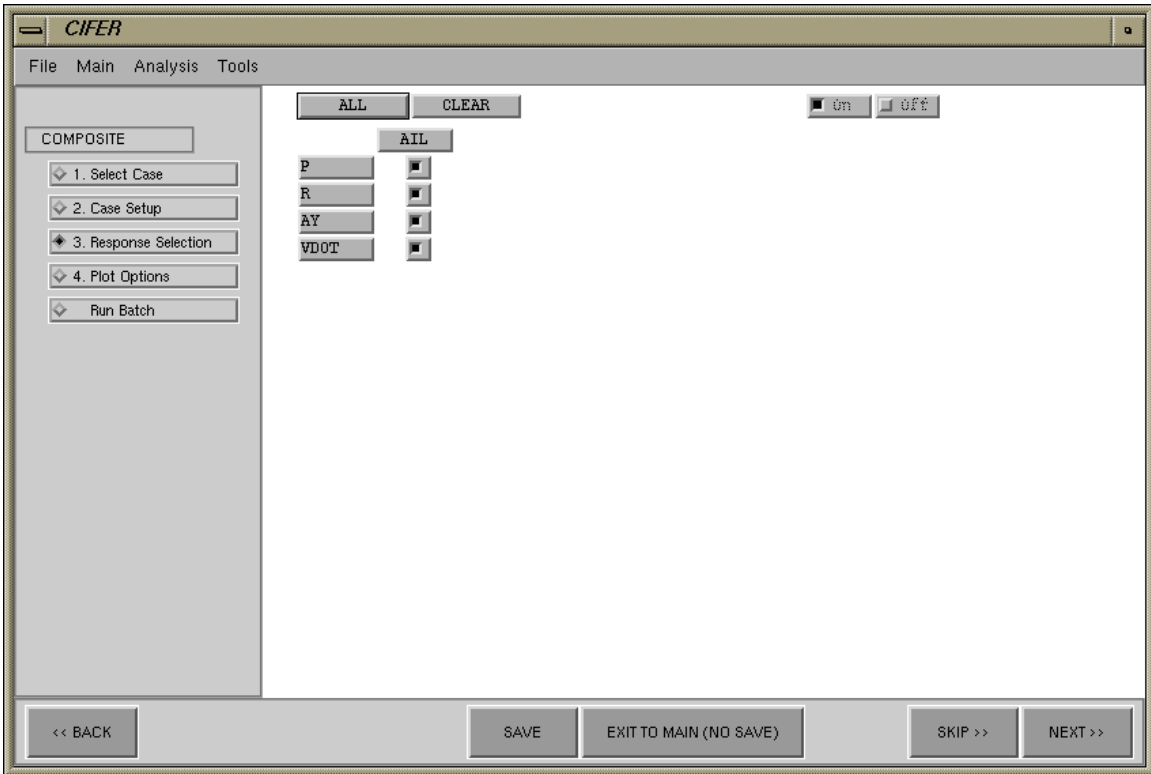 CIFER
File Main Analysis Tools
ALL CLEAR On Off
COMPOSITE
AIL
1. Select Case
P
2. Case Setup
R
3. Response Selection
AY
4. Plot Options
VDOT
Run Batch
<< BACK SAVE EXIT TO MAIN (NO SAVE) SKIP >> NEXT >>